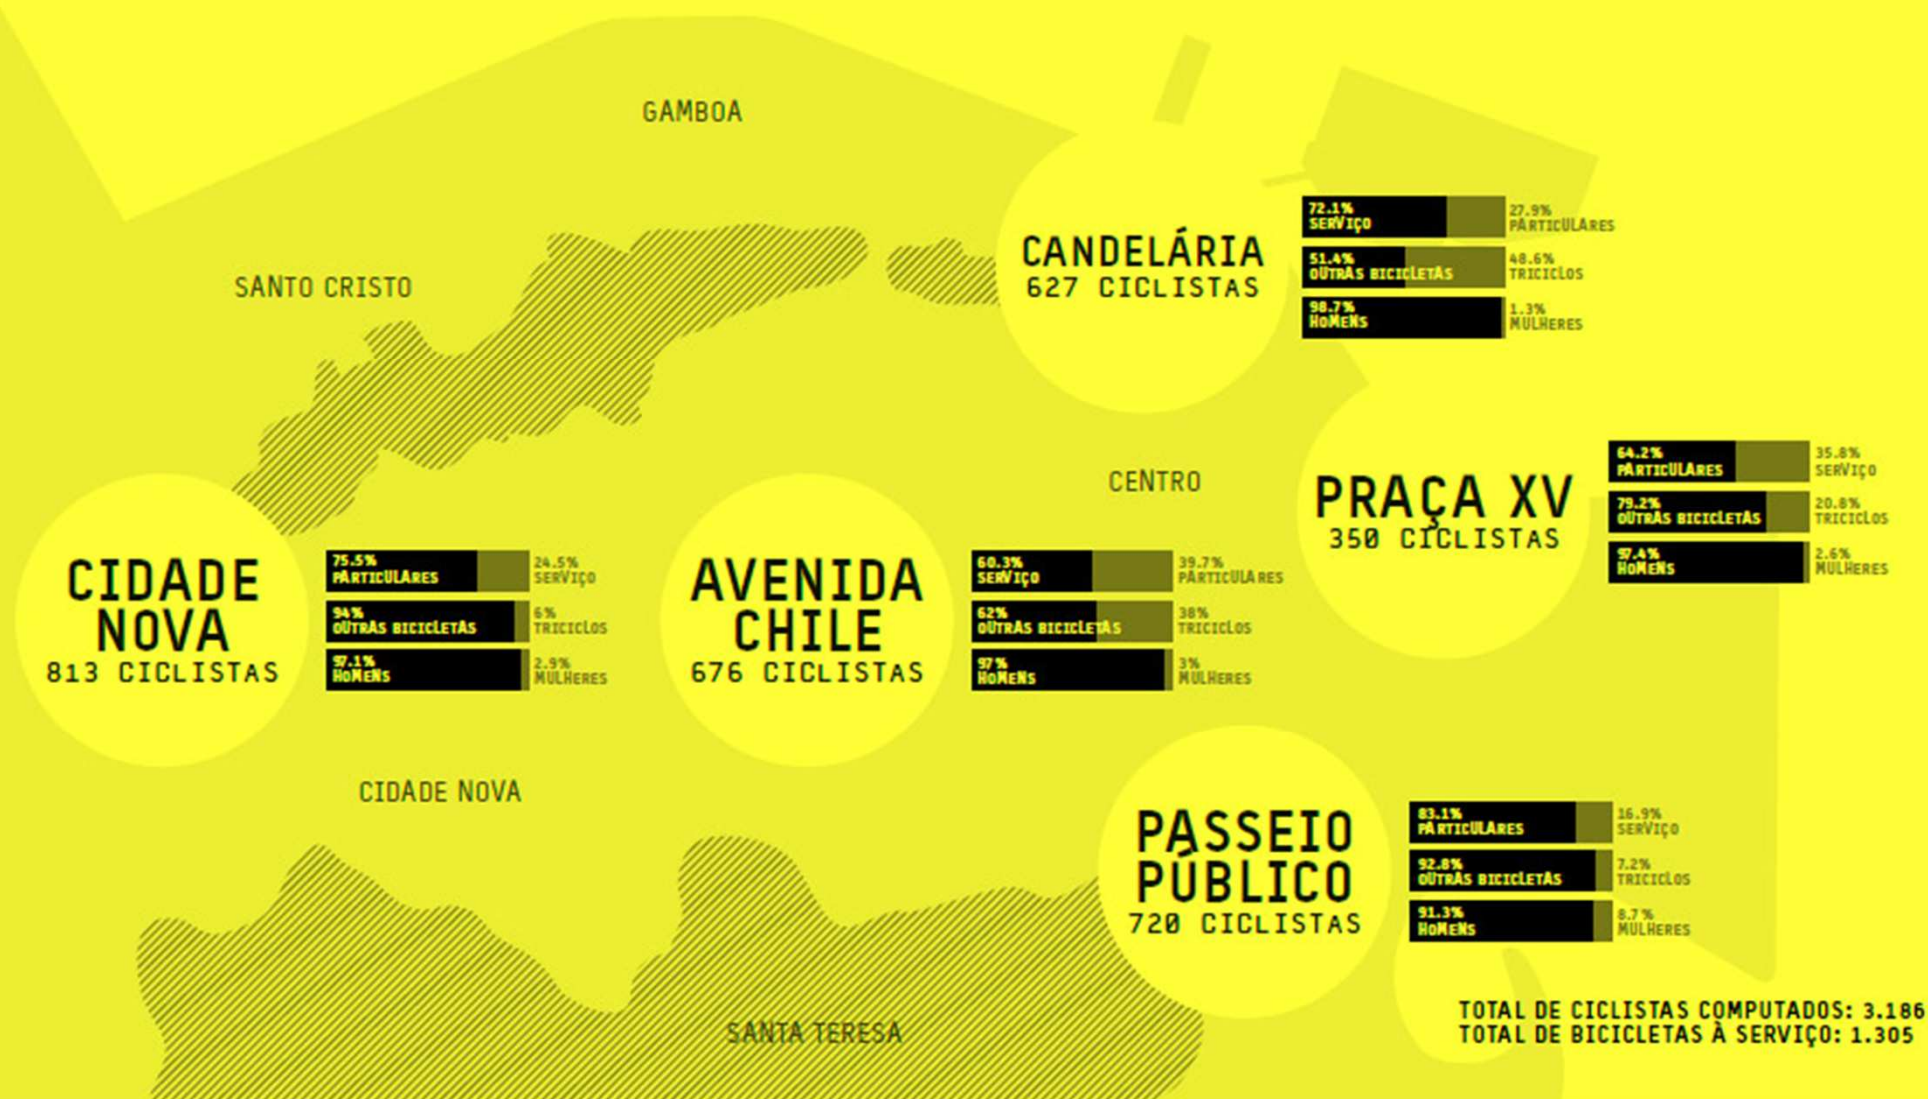 GAMBOA
SANTO CRISTO
CANDELÁRIA
627 CICLISTAS
72.1%
SERVIÇO
27.9%
PARTICULARES
51.4%
OUTRAS BICICLETAS
48.6%
TRICICLOS
98.7%
HOMENS
1.3%
MULHERES
CENTRO
PRAÇA XV
350 CICLISTAS
64.2%
PARTICULARES
35.8%
SERVIÇO
79.2%
OUTRAS BICICLETAS
20.8%
TRICICLOS
97.4%
HOMENS
2.6%
MULHERES
CIDADE
NOVA
813 CICLISTAS
75.5%
PARTICULARES
24.5%
SERVIÇO
94%
OUTRAS BICICLETAS
6%
TRICICLOS
97.1%
HOMENS
2.9%
MULHERES
AVENIDA
CHILE
676 CICLISTAS
60.3%
SERVIÇO
39.7%
PARTICULARES
62%
OUTRAS BICICLETAS
38%
TRICICLOS
97%
HOMENS
3%
MULHERES
CIDADE NOVA
PASSEIO
PÚBLICO
720 CICLISTAS
83.1%
PARTICULARES
16.9%
SERVIÇO
92.8%
OUTRAS BICICLETAS
7.2%
TRICICLOS
91.3%
HOMENS
8.7%
MULHERES
SANTA TERESA
TOTAL DE CICLISTAS COMPUTADOS: 3.186
TOTAL DE BICICLETAS À SERVIÇO: 1.305